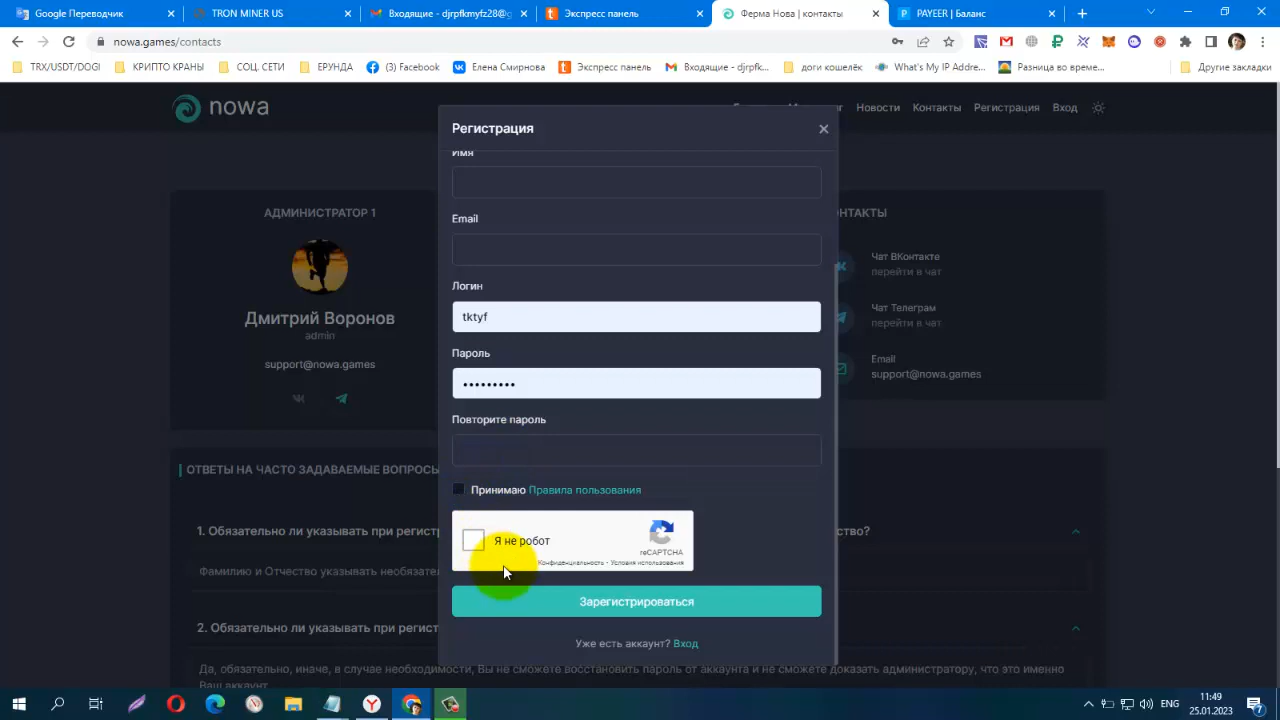 Google Переводчик
TRON MINER US
Входящие - djrpfkmyfz28@g
Экспресс панель
Ферма Нова | контакты
PAYEER | Баланс
nowa.games/contacts
TRX/USDT/DOGI
КРИПТО КРАНЫ
СОЦ. СЕТИ
ЕРУНДА
(3) Facebook
Елена Смирнова
Экспресс панель
Входящие - djrpfk...
доги кошелёк
What's My IP Addre...
Разница во време...
Другие закладки
nowa
Новости
Контакты
Регистрация
Вход
Регистрация
Имя
Email
Логин
tktyf
Пароль
•••••••••
Повторите пароль
Принимаю Правила пользования
Я не робот
reCAPTCHA
Конфиденциальность - Условия использования
Зарегистрироваться
Уже есть аккаунт? Вход
АДМИНИСТРАТОР 1
Дмитрий Воронов
admin
support@nowa.games
НТАКТЫ
Чат ВКонтакте
перейти в чат
Чат Телеграм
перейти в чат
Email
support@nowa.games
ОТВЕТЫ НА ЧАСТО ЗАДАВАЕМЫЕ ВОПРОСЫ
1. Обязательно ли указывать при регистр
ство?
Фамилию и Отчество указывать необязател
2. Обязательно ли указывать при регистр
Да, обязательно, иначе, в случае необходимости, Вы не сможете восстановить пароль от аккаунта и не сможете доказать администратору, что это именно
Ваш аккаунт.
ENG
11:49
25.01.2023
7